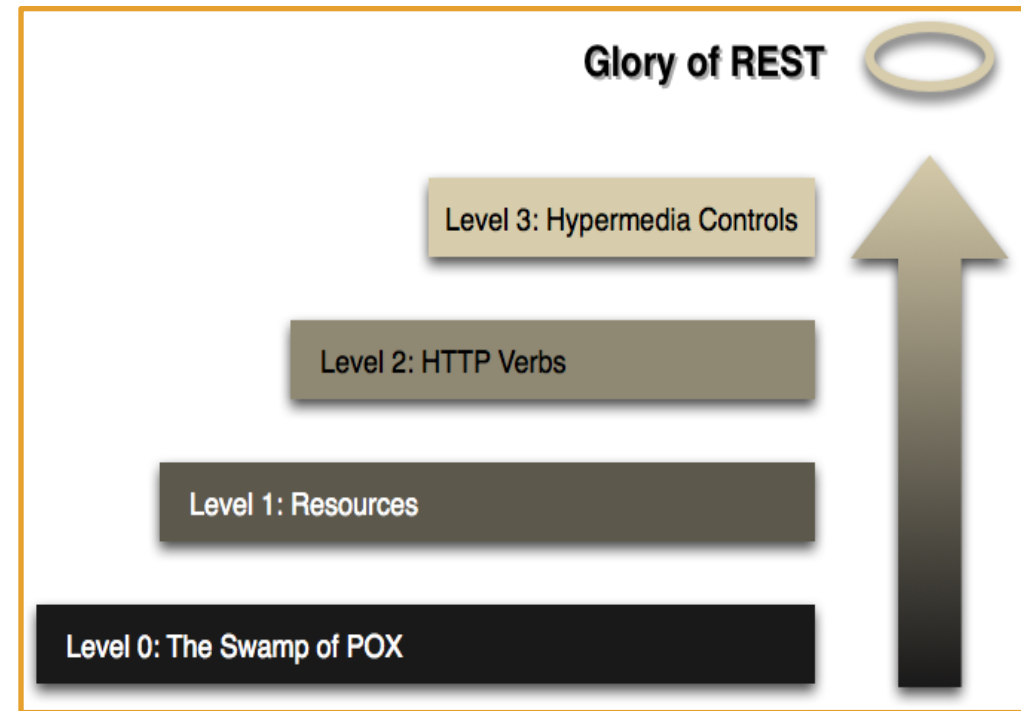 Glory of REST
Level 3: Hypermedia Controls
Level 2: HTTP Verbs
Level 1: Resources
Level 0: The Swamp of POX